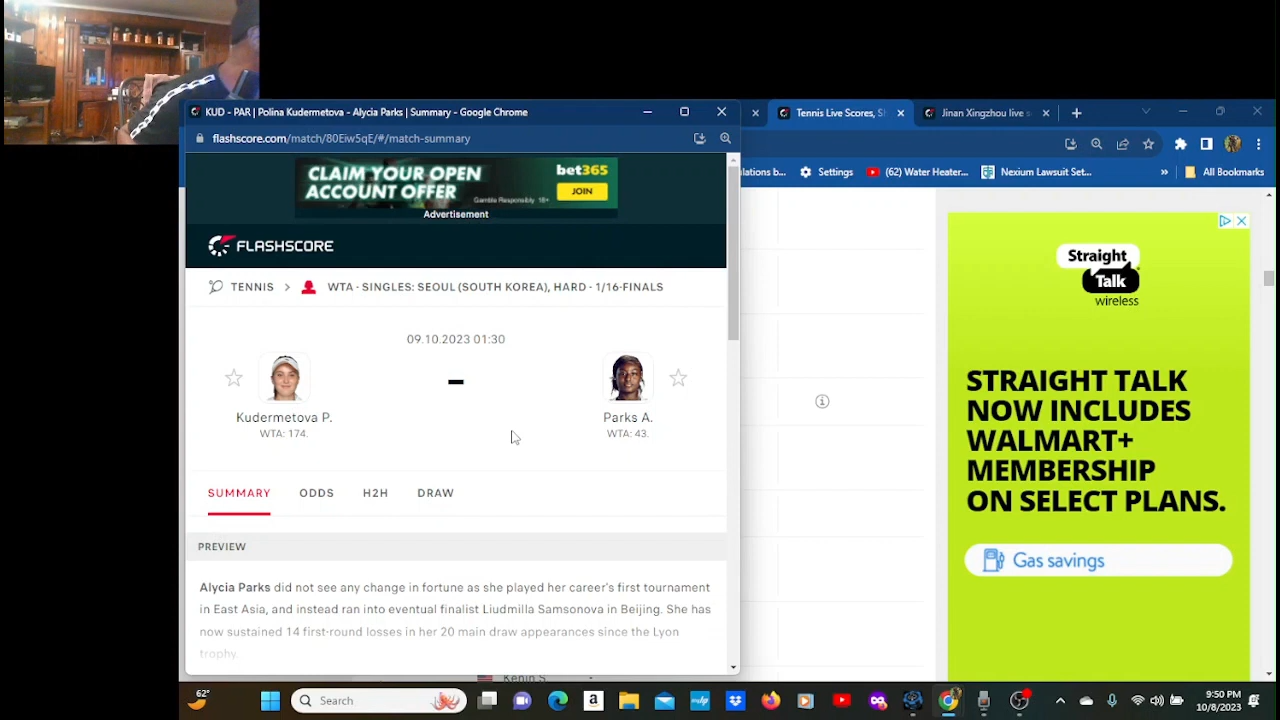 KUD - PAR | Polina Kudermetova - Alycia Parks | Summary - Google Chrome
Tennis Live Scores, S
Jinan Xingzhou live s
flashscore.com/match/80Eiw5qE/#/match-summary
CLAIM YOUR OPEN
ACCOUNT OFFER
bet365
JOIN
Gamble Responsibly 18+
Advertisement
lations b...
Settings
(62) Water Heater...
Nexium Lawsuit Set...
»
All Bookmarks
FLASHSCORE
TENNIS > WTA - SINGLES: SEOUL (SOUTH KOREA), HARD - 1/16-FINALS
09.10.2023 01:30
-
Kudermetova P.
WTA: 174.
Parks A.
WTA: 43.
SUMMARY ODDS H2H DRAW
PREVIEW
Alycia Parks did not see any change in fortune as she played her career's first tournament
in East Asia, and instead ran into eventual finalist Liudmilla Samsonova in Beijing. She has
now sustained 14 first-round losses in her 20 main draw appearances since the Lyon
trophy.
Kenin S.
Straight
Talk
wireless
STRAIGHT TALK
NOW INCLUDES
WALMART+
MEMBERSHIP
ON SELECT PLANS.
Gas savings
62°
Search
a
myhp
9:50 PM
10/8/2023